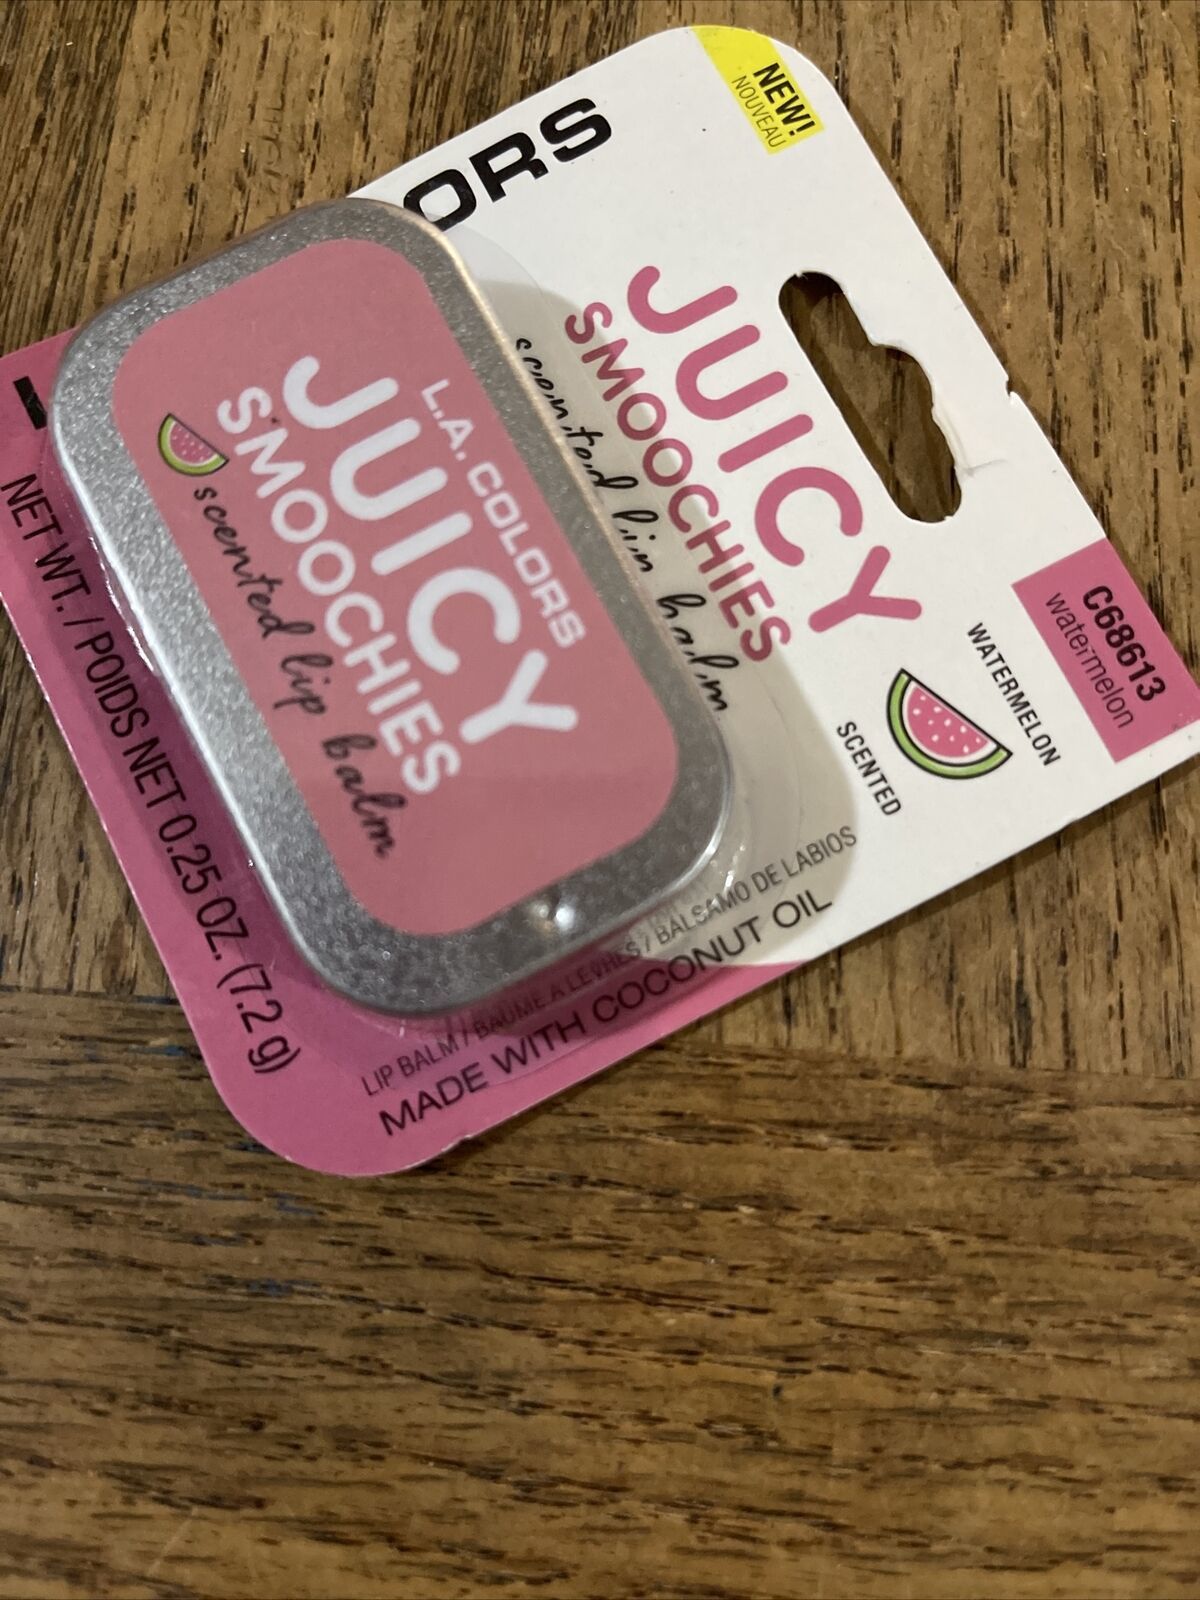 ORS
NEW!
NOUVEAU
JUICY
SMOOCHIES
scented lip balm
C68613
watermelon
WATERMELON
SCENTED
L.A. COLORS
JUICY
SMOOCHIES
scented lip balm
NET WT. / POIDS NET 0.25 OZ. (7.2 g)
LIP BALM / BAUME A LEVRES / BALSAMO DE LABIOS
MADE WITH COCONUT OIL